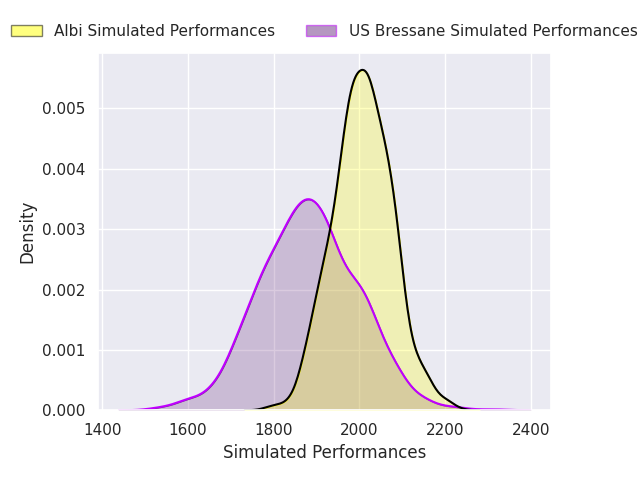 Albi Simulated Performances
US Bressane Simulated Performances
0.005
0.004
0.003
0.002
0.001
0.000
Density
1400 1600 1800 2000 2200 2400
Simulated Performances